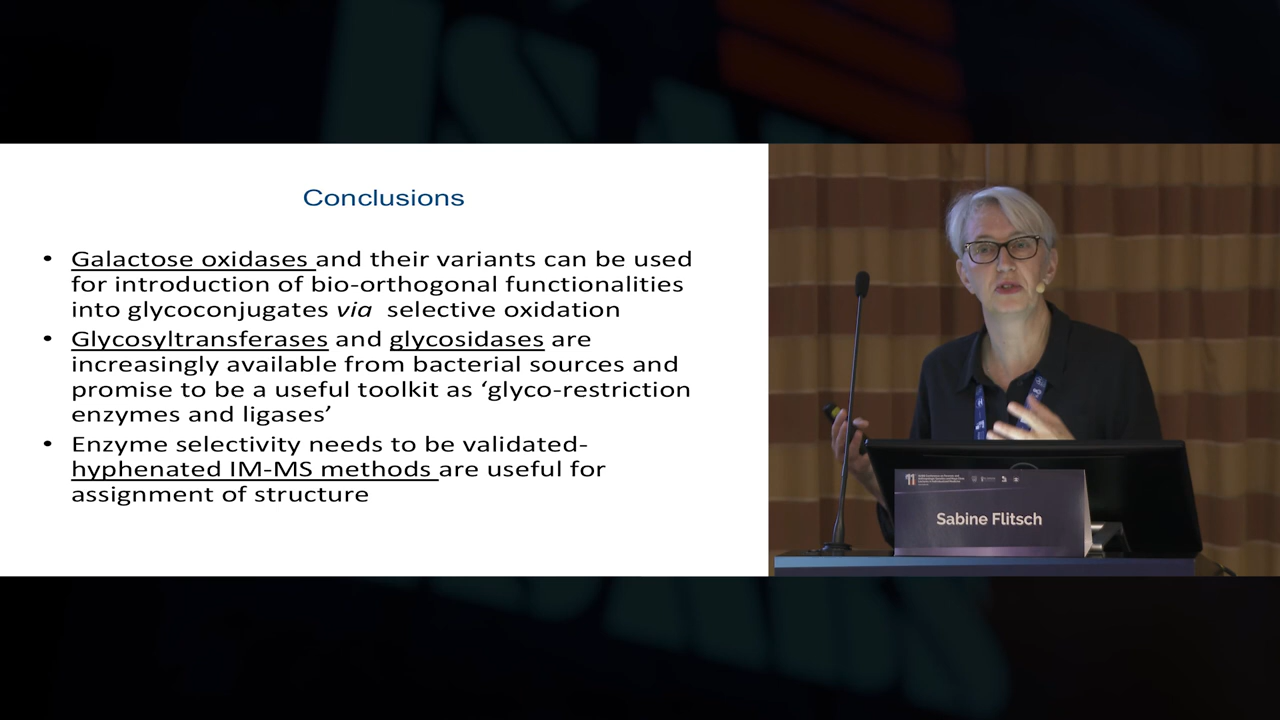 Conclusions
• Galactose oxidases and their variants can be used
for introduction of bio-orthogonal functionalities
into glycoconjugates via selective oxidation
• Glycosyltransferases and glycosidases are
increasingly available from bacterial sources and
promise to be a useful toolkit as ‘glyco-restriction
enzymes and ligases’
• Enzyme selectivity needs to be validated-
hyphenated IM-MS methods are useful for
assignment of structure
11
Sabine Flitsch